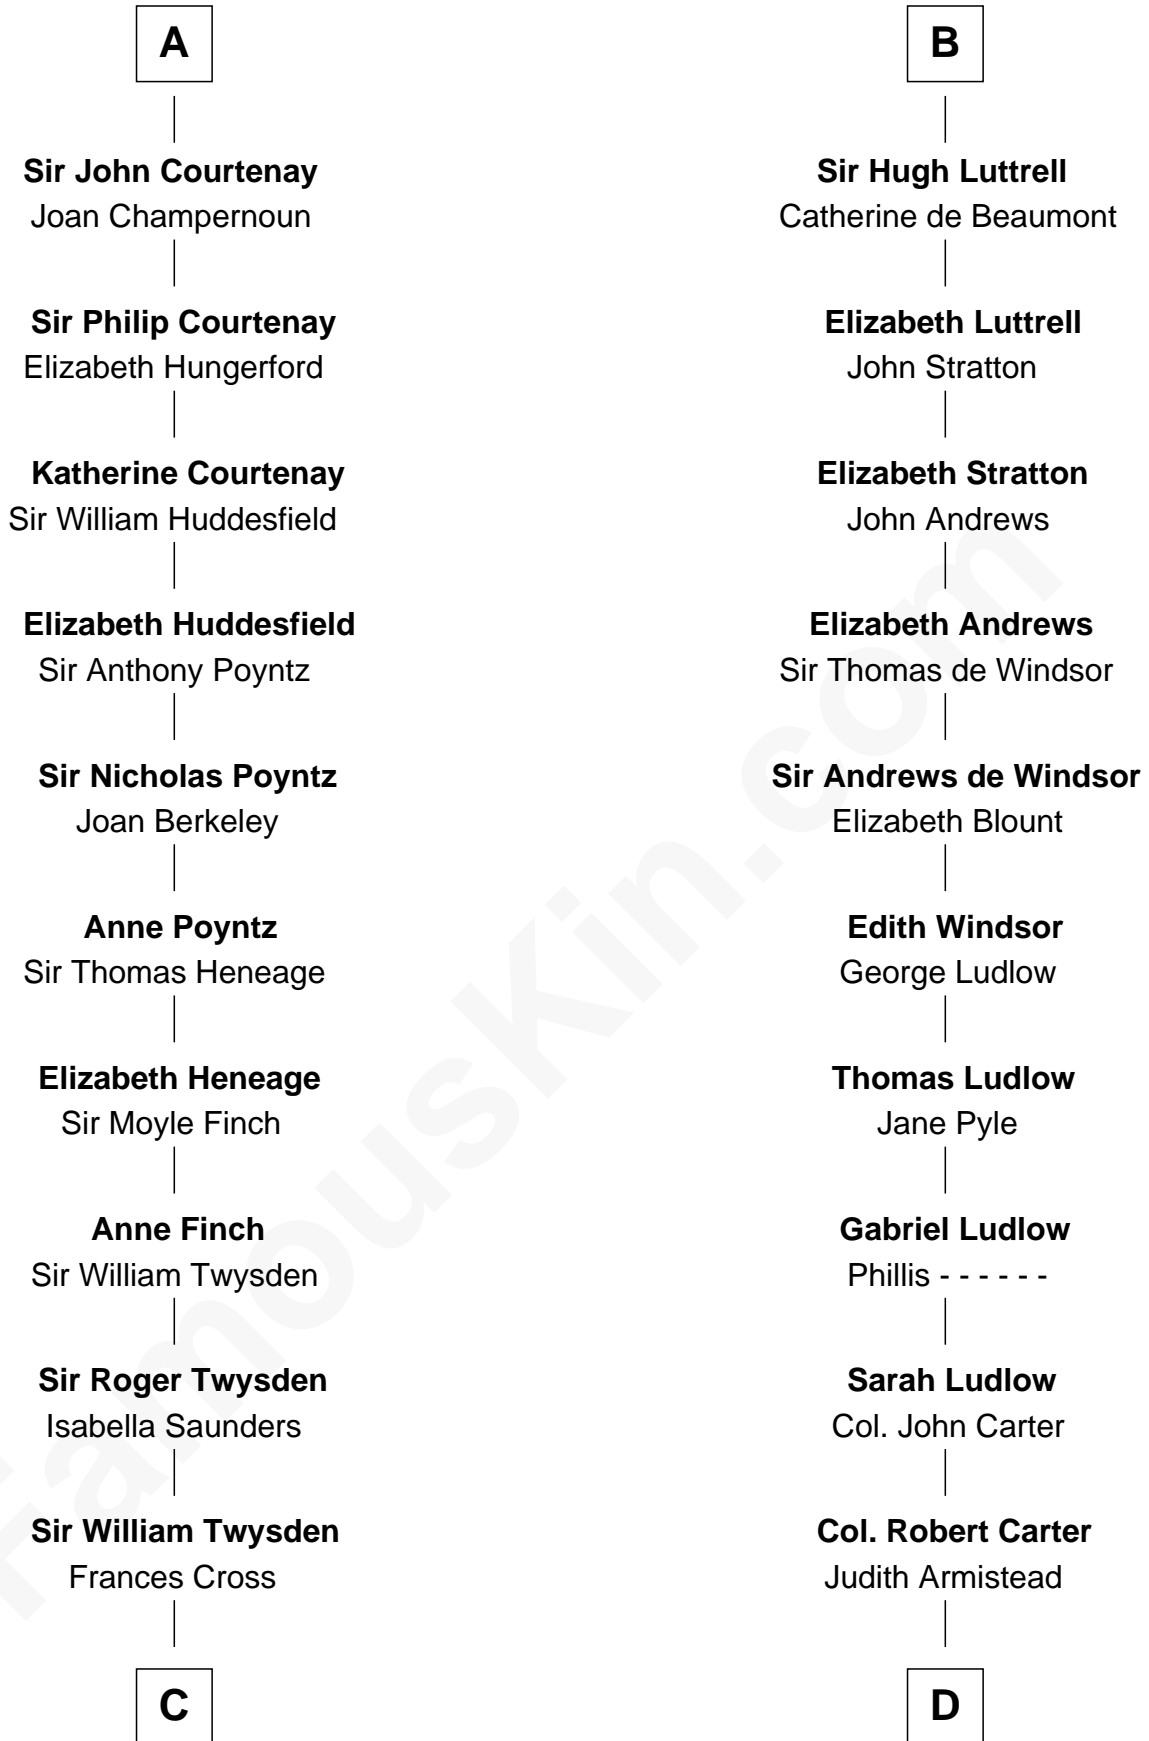 A
Sir John Courtenay
Joan Champernoun
Sir Philip Courtenay
Elizabeth Hungerford
Katherine Courtenay
Sir William Huddesfield
Elizabeth Huddesfield
Sir Anthony Poyntz
Sir Nicholas Poyntz
Joan Berkeley
Anne Poyntz
Sir Thomas Heneage
Elizabeth Heneage
Sir Moyle Finch
Anne Finch
Sir William Twysden
Sir Roger Twysden
Isabella Saunders
Sir William Twysden
Frances Cross
C
B
Sir Hugh Luttrell
Catherine de Beaumont
Elizabeth Luttrell
John Stratton
Elizabeth Stratton
John Andrews
Elizabeth Andrews
Sir Thomas de Windsor
Sir Andrews de Windsor
Elizabeth Blount
Edith Windsor
George Ludlow
Thomas Ludlow
Jane Pyle
Gabriel Ludlow
Phillis - - - - - -
Sarah Ludlow
Col. John Carter
Col. Robert Carter
Judith Armistead
D
FamousKin.com